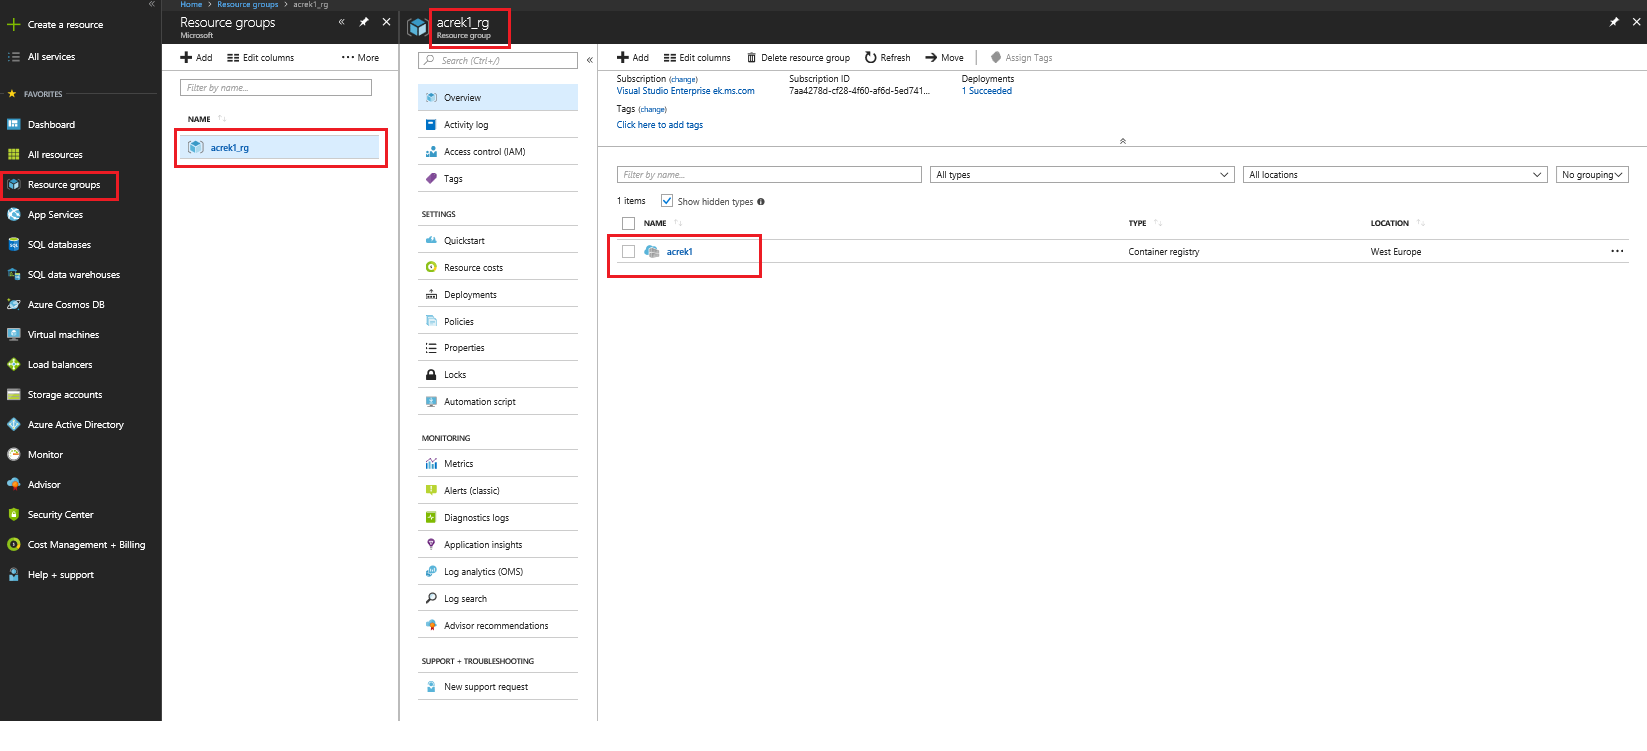 Home > Resource groups > acrek1_rg
Create a resource
All services
FAVORITES
Dashboard
All resources
Resource groups
App Services
SQL databases
SQL data warehouses
Azure Cosmos DB
Virtual machines
Load balancers
Storage accounts
Azure Active Directory
Monitor
Advisor
Security Center
Cost Management + Billing
Help + support
Resource groups
Microsoft
Add Edit columns More
Filter by name...
NAME
acrek1_rg
acrek1_rg
Resource group
Search (Ctrl+/)
Overview
Activity log
Access control (IAM)
Tags
SETTINGS
Quickstart
Resource costs
Deployments
Policies
Properties
Locks
Automation script
MONITORING
Metrics
Alerts (classic)
Diagnostics logs
Application insights
Log analytics (OMS)
Log search
Advisor recommendations
SUPPORT + TROUBLESHOOTING
New support request
Add Edit columns Delete resource group Refresh Move Assign Tags
Subscription (change) Subscription ID Deployments
Visual Studio Enterprise ek.ms.com 7aa4278d-cf28-4f60-af6d-5ed741... 1 Succeeded
Tags (change)
Click here to add tags
Filter by name... All types All locations No grouping
1 items Show hidden types
NAME TYPE LOCATION
acrek1 Container registry West Europe